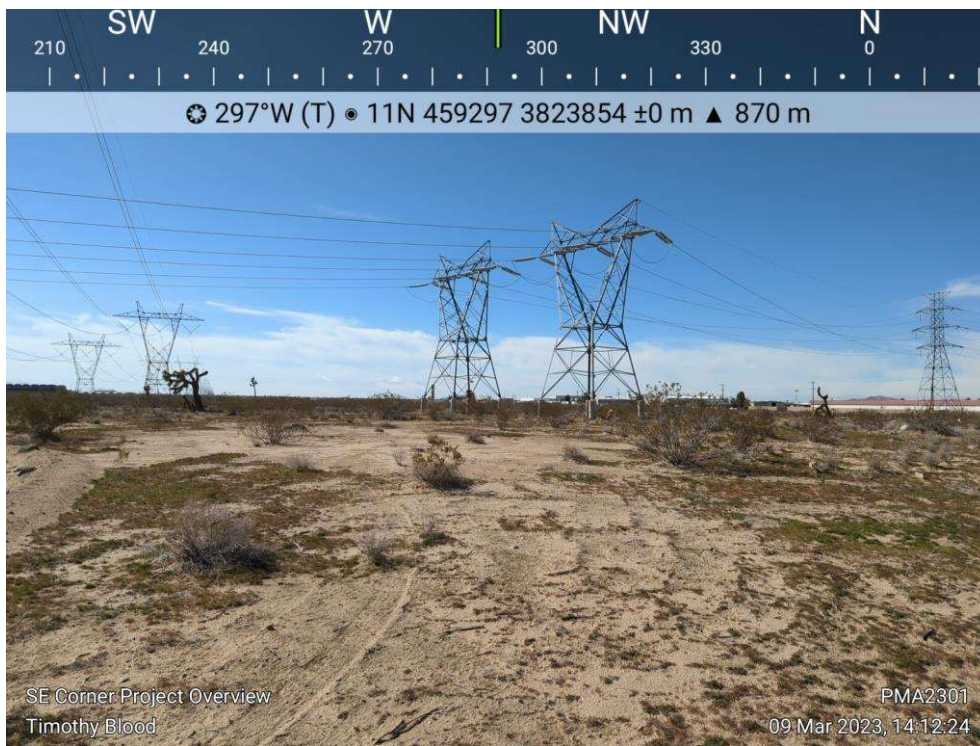 SW W NW N
210 240 270 300 330 0
297°W (T) 11N 459297 3823854 ±0 m ▲ 870 m
SE Corner Project Overview
PMA2301
Timothy Blood
09 Mar 2023, 14:12:24